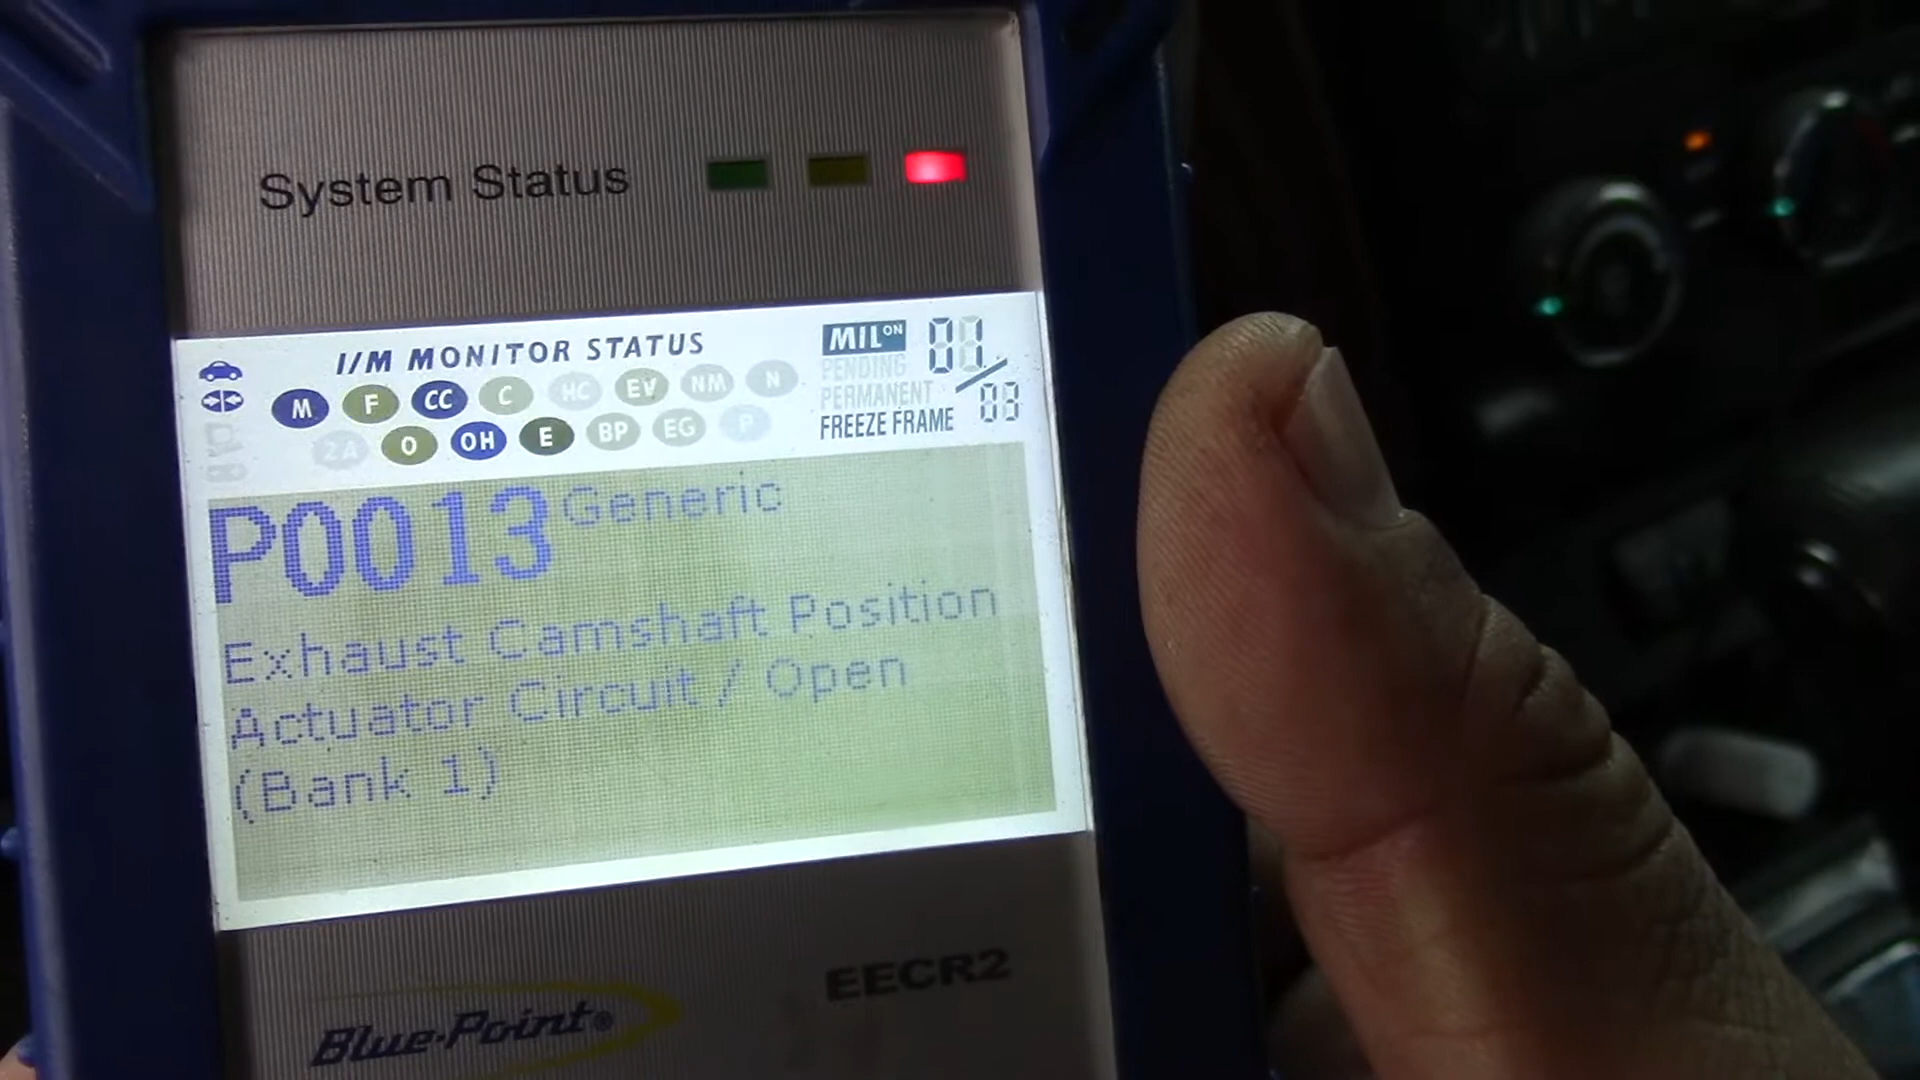 System Status
I/M MONITOR STATUS
MIL ON 01
PENDING
PERMANENT
FREEZE FRAME 03
M F CC C HC EV NM N
2A O OH E BP EG P
P0013 Generic
Exhaust Camshaft Position
Actuator Circuit / Open
(Bank 1)
EECR2
Blue-Point®